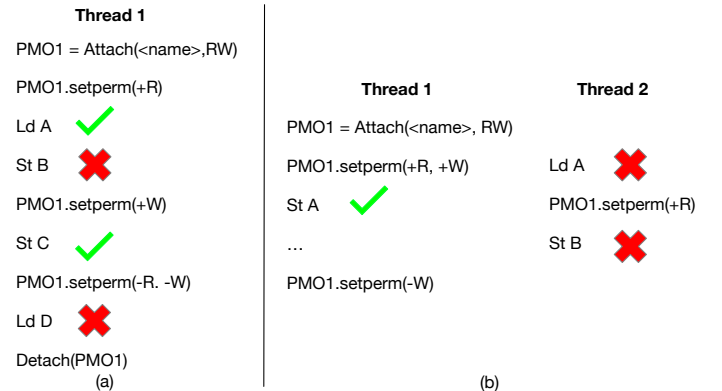 Thread 1
PMO1 = Attach(<name>,RW)
PMO1.setperm(+R)
Ld A
St B
PMO1.setperm(+W)
St C
PMO1.setperm(-R. -W)
Ld D
Detach(PMO1)
(a)
Thread 1
PMO1 = Attach(<name>, RW)
PMO1.setperm(+R, +W)
St A
...
PMO1.setperm(-W)
Thread 2
Ld A
PMO1.setperm(+R)
St B
(b)